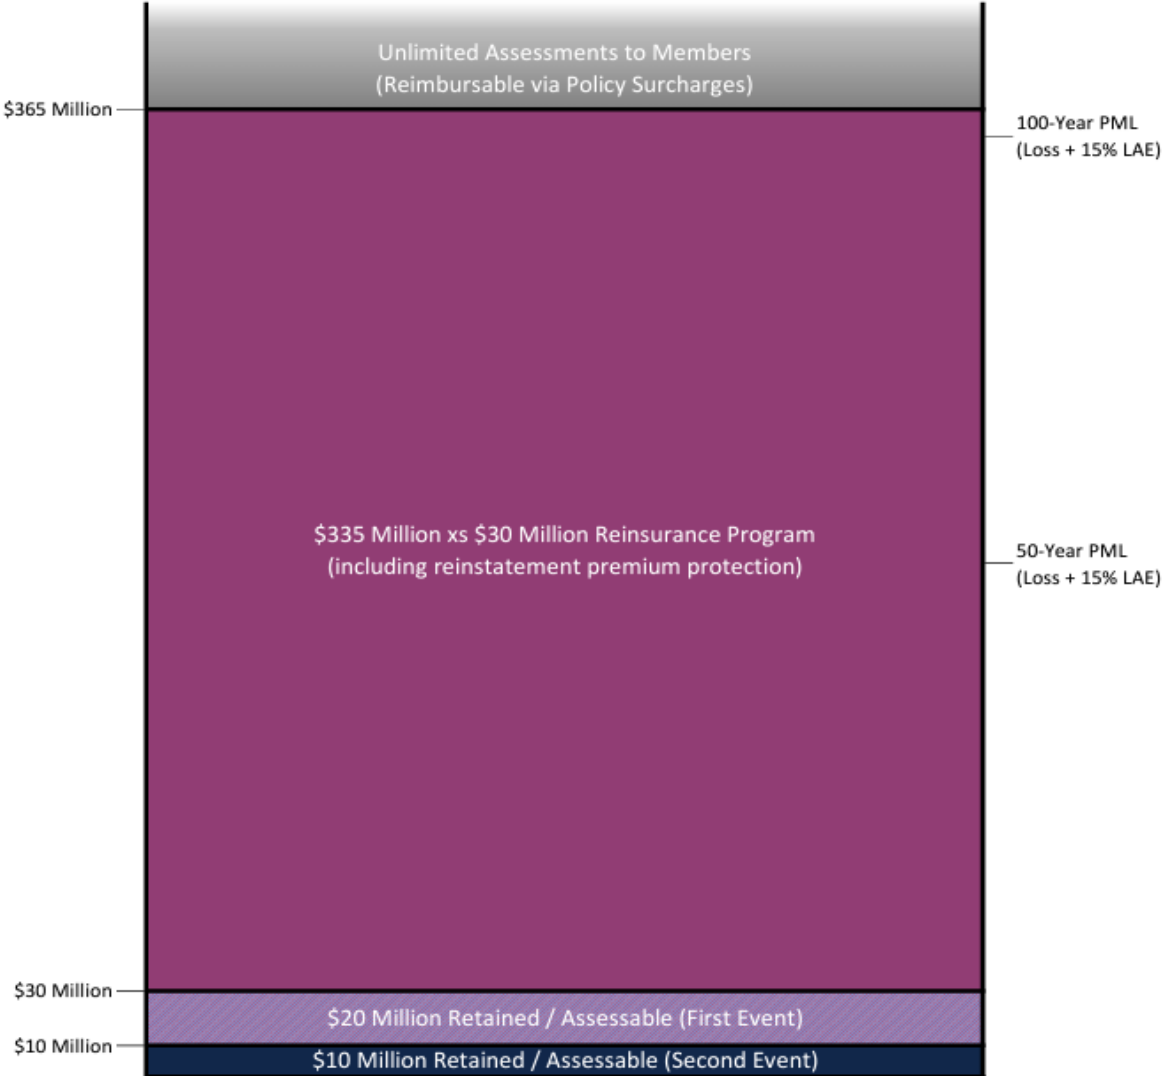 Unlimited Assessments to Members
(Reimbursable via Policy Surcharges)
$365 Million
100-Year PML
(Loss + 15% LAE)
$335 Million xs $30 Million Reinsurance Program
(including reinstatement premium protection)
50-Year PML
(Loss + 15% LAE)
$30 Million
$20 Million Retained / Assessable (First Event)
$10 Million
$10 Million Retained / Assessable (Second Event)